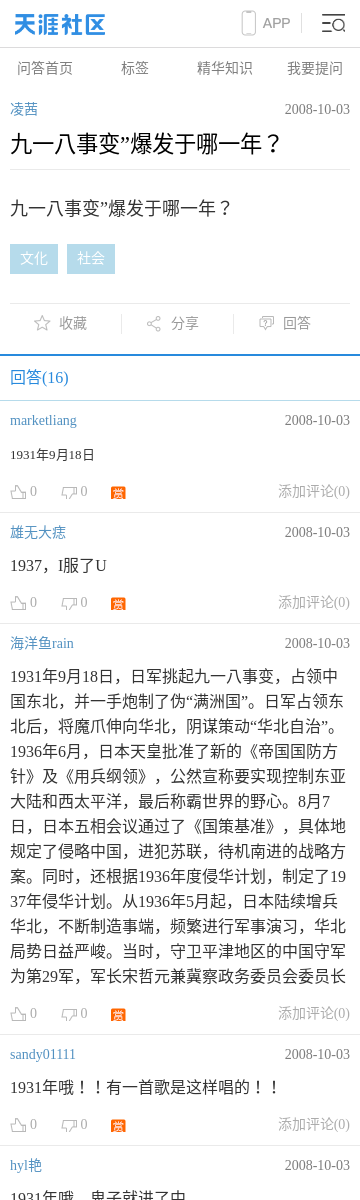 天涯社区
APP
问答首页 标签 精华知识 我要提问
凌茜 2008-10-03
九一八事变”爆发于哪一年？
九一八事变”爆发于哪一年？
文化 社会
收藏 分享 回答
回答(16)
marketliang 2008-10-03
1931年9月18日
0 0 赏 添加评论(0)
雄无大痣 2008-10-03
1937，I服了U
0 0 赏 添加评论(0)
海洋鱼rain 2008-10-03
1931年9月18日，日军挑起九一八事变，占领中
国东北，并一手炮制了伪“满洲国”。日军占领东
北后，将魔爪伸向华北，阴谋策动“华北自治”。
1936年6月，日本天皇批准了新的《帝国国防方
针》及《用兵纲领》，公然宣称要实现控制东亚
大陆和西太平洋，最后称霸世界的野心。8月7
日，日本五相会议通过了《国策基准》，具体地
规定了侵略中国，进犯苏联，待机南进的战略方
案。同时，还根据1936年度侵华计划，制定了19
37年侵华计划。从1936年5月起，日本陆续增兵
华北，不断制造事端，频繁进行军事演习，华北
局势日益严峻。当时，守卫平津地区的中国守军
为第29军，军长宋哲元兼冀察政务委员会委员长
0 0 赏 添加评论(0)
sandy01111 2008-10-03
1931年哦！！有一首歌是这样唱的！！
0 0 赏 添加评论(0)
hyl艳 2008-10-03
1931年哦，鬼子就进了中